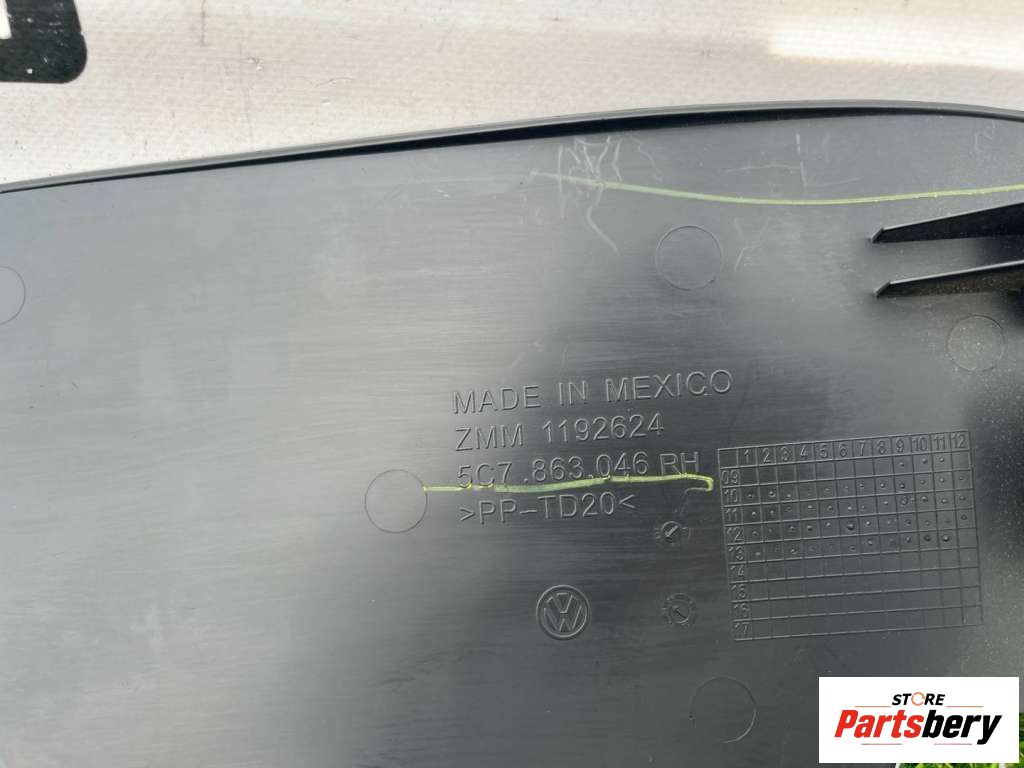 MADE IN MEXICO
ZMM 1192624
5C7.863.046 RH
>PP-TD20<
1 2 3 4 5 6 7 8 9 10 11 12
09
10
11
12
13
14
15
16
17
STORE
Partsbery